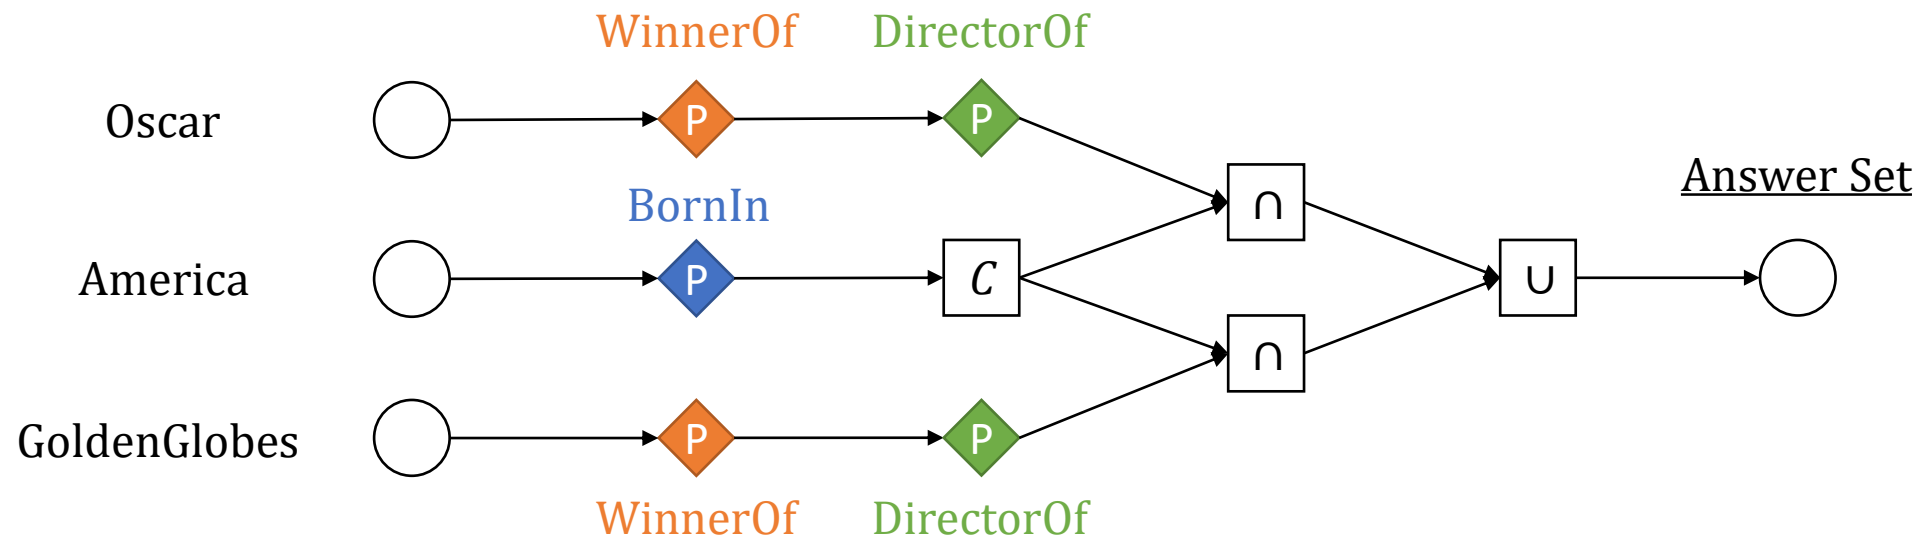 WinnerOf DirectorOf
Oscar P P
∩
Answer Set
BornIn
America P C
∪
∩
GoldenGlobes P P
WinnerOf DirectorOf